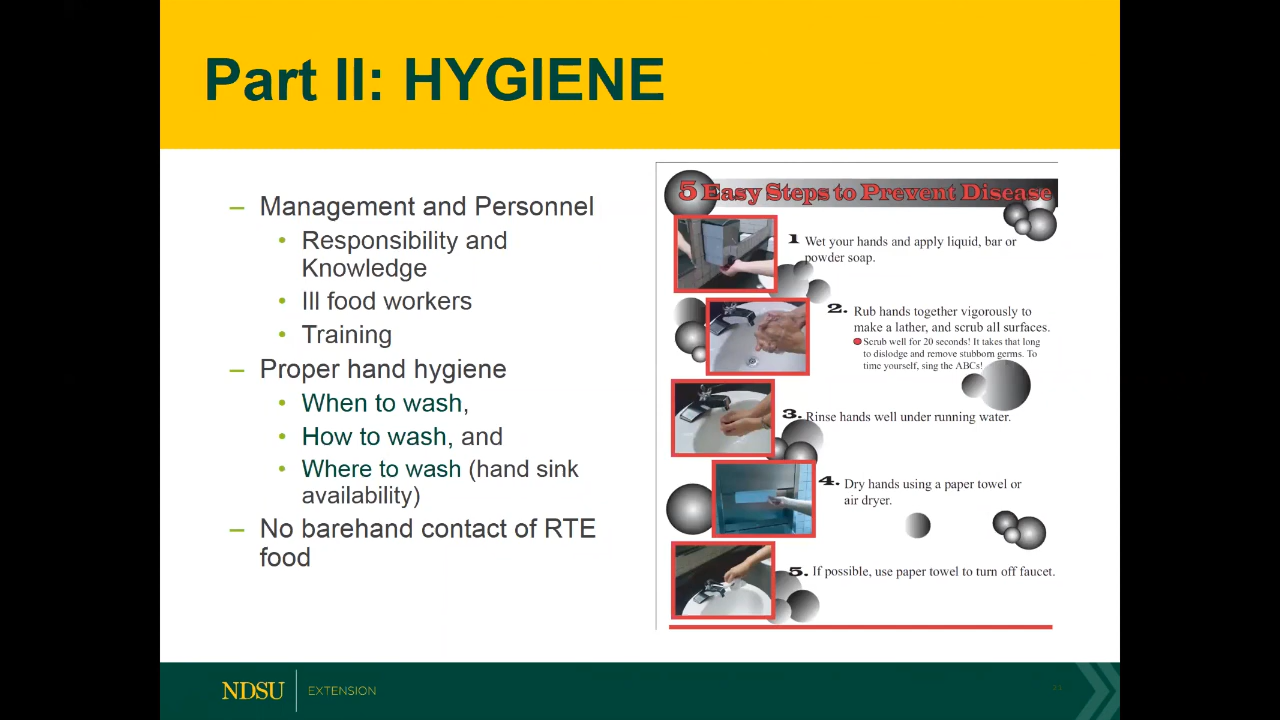 Part II: HYGIENE
– Management and Personnel
• Responsibility and
Knowledge
• Ill food workers
• Training
– Proper hand hygiene
• When to wash,
• How to wash, and
• Where to wash (hand sink
availability)
– No barehand contact of RTE
food
5 Easy Steps to Prevent Disease
1 Wet your hands and apply liquid, bar or
powder soap.
2. Rub hands together vigorously to
make a lather, and scrub all surfaces.
Scrub well for 20 seconds! It takes that long
to dislodge and remove stubborn germs. To
time yourself, sing the ABCs!
3. Rinse hands well under running water.
4. Dry hands using a paper towel or
air dryer.
5. If possible, use paper towel to turn off faucet.
NDSU EXTENSION